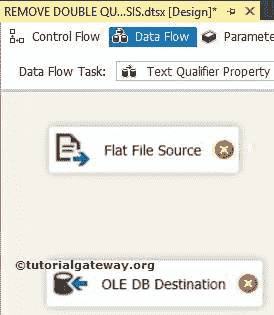 REMOVE DOUBLE QU...SIS.dtsx [Design]*
Control Flow Data Flow Paramete
Data Flow Task: Text Qualifier Property
Flat File Source
©tutorialgateway.org
OLE DB Destination